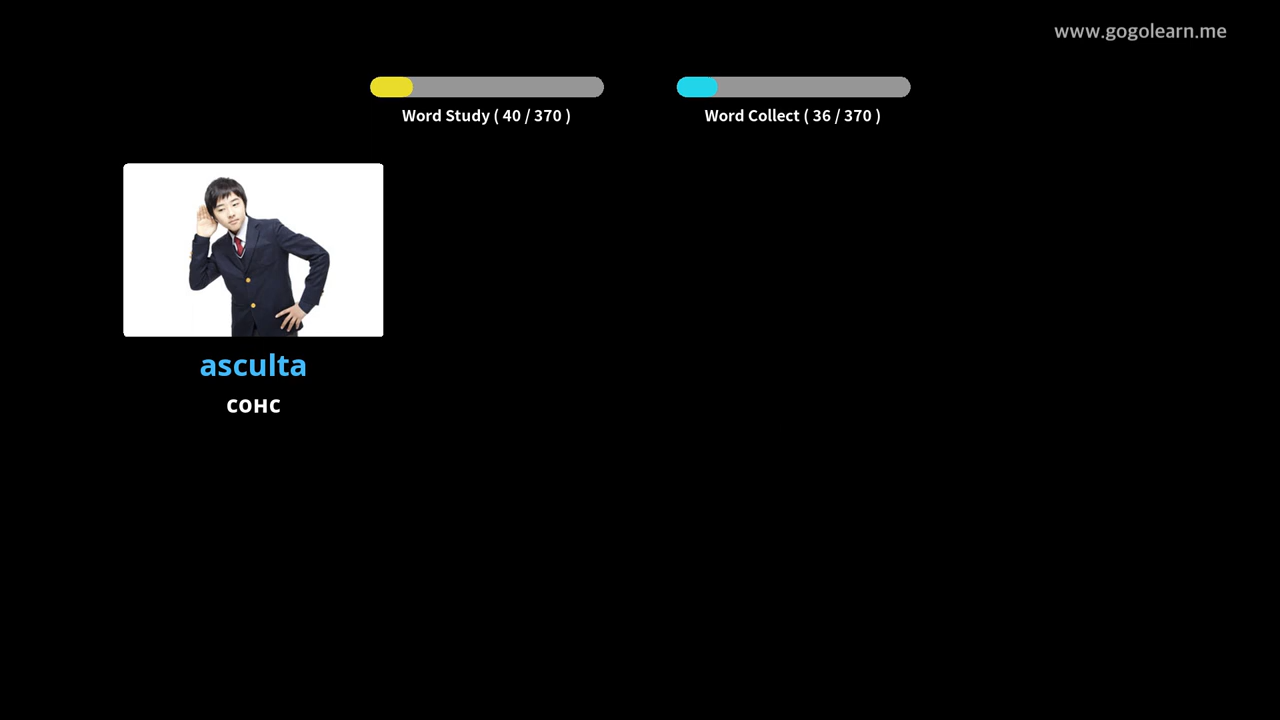 www.gogolearn.me
Word Study ( 40 / 370 )
Word Collect ( 36 / 370 )
asculta
сонс